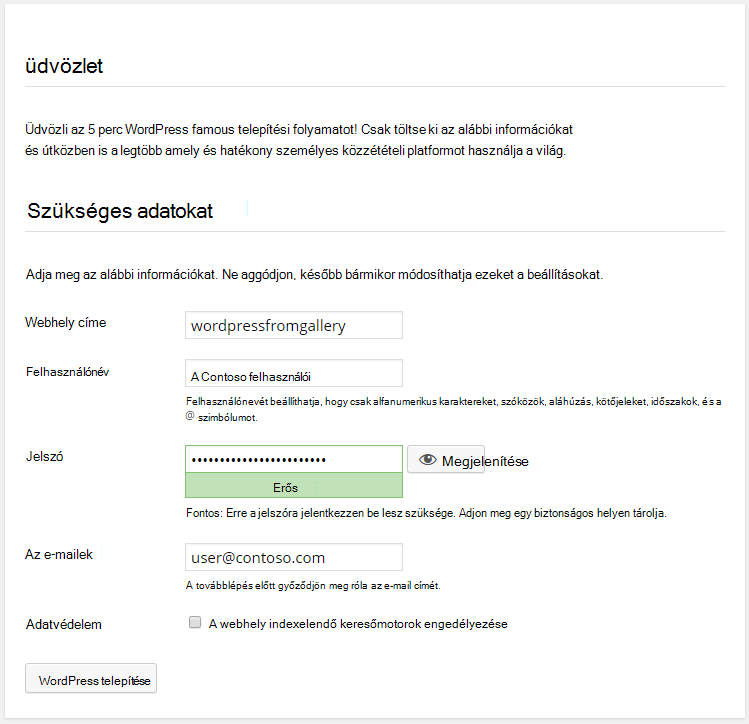 üdvözlet
Üdvözli az 5 perc WordPress famous telepítési folyamatot! Csak töltse ki az alábbi információkat
és útközben is a legtöbb amely és hatékony személyes közzétételi platformot használja a világ.
Szükséges adatokat
Adja meg az alábbi információkat. Ne aggódjon, később bármikor módosíthatja ezeket a beállításokat.
Webhely címe
wordpressfromgallery
Felhasználónév
A Contoso felhasználói
Felhasználónevét beállíthatja, hogy csak alfanumerikus karaktereket, szóközök, aláhúzás, kötőjeleket, időszakok, és a
@ szimbólumot.
Jelszó
••••••••••••••••••••••••
Megjelenítése
Erős
Fontos: Erre a jelszóra jelentkezzen be lesz szüksége. Adjon meg egy biztonságos helyen tárolja.
Az e-mailek
user@contoso.com
A továbblépés előtt győződjön meg róla az e-mail címét.
Adatvédelem
A webhely indexelendő keresőmotorok engedélyezése
WordPress telepítése